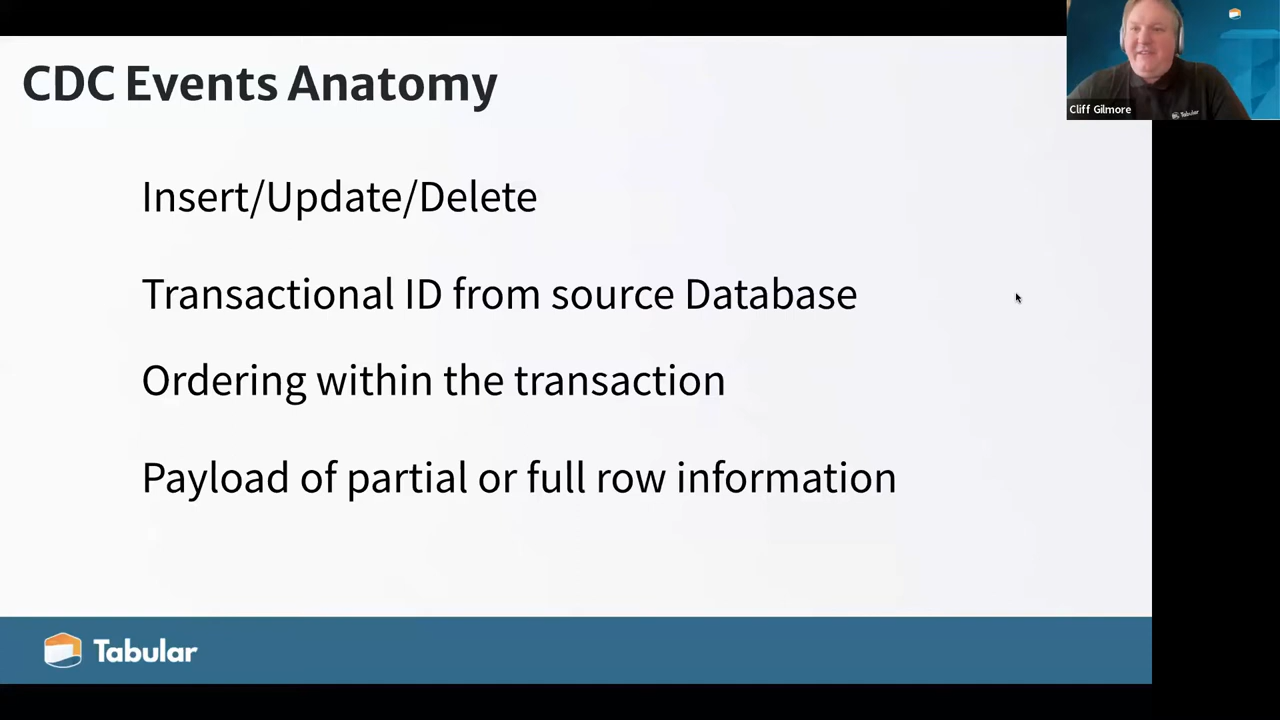 CDC Events Anatomy
Cliff Gilmore
Tabular
Insert/Update/Delete
Transactional ID from source Database
Ordering within the transaction
Payload of partial or full row information
Tabular